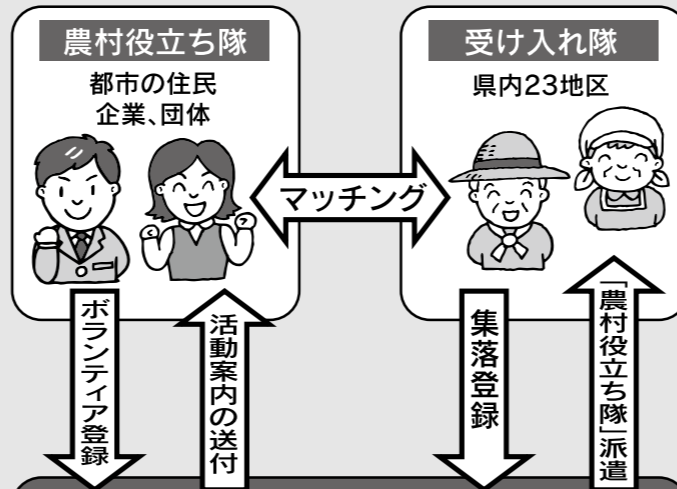 農村役立ち隊
都市の住民
企業、団体
受け入れ隊
県内23地区
マッチング
ボランティア登録
活動案内の送付
集落登録
「農村役立ち隊」派遣